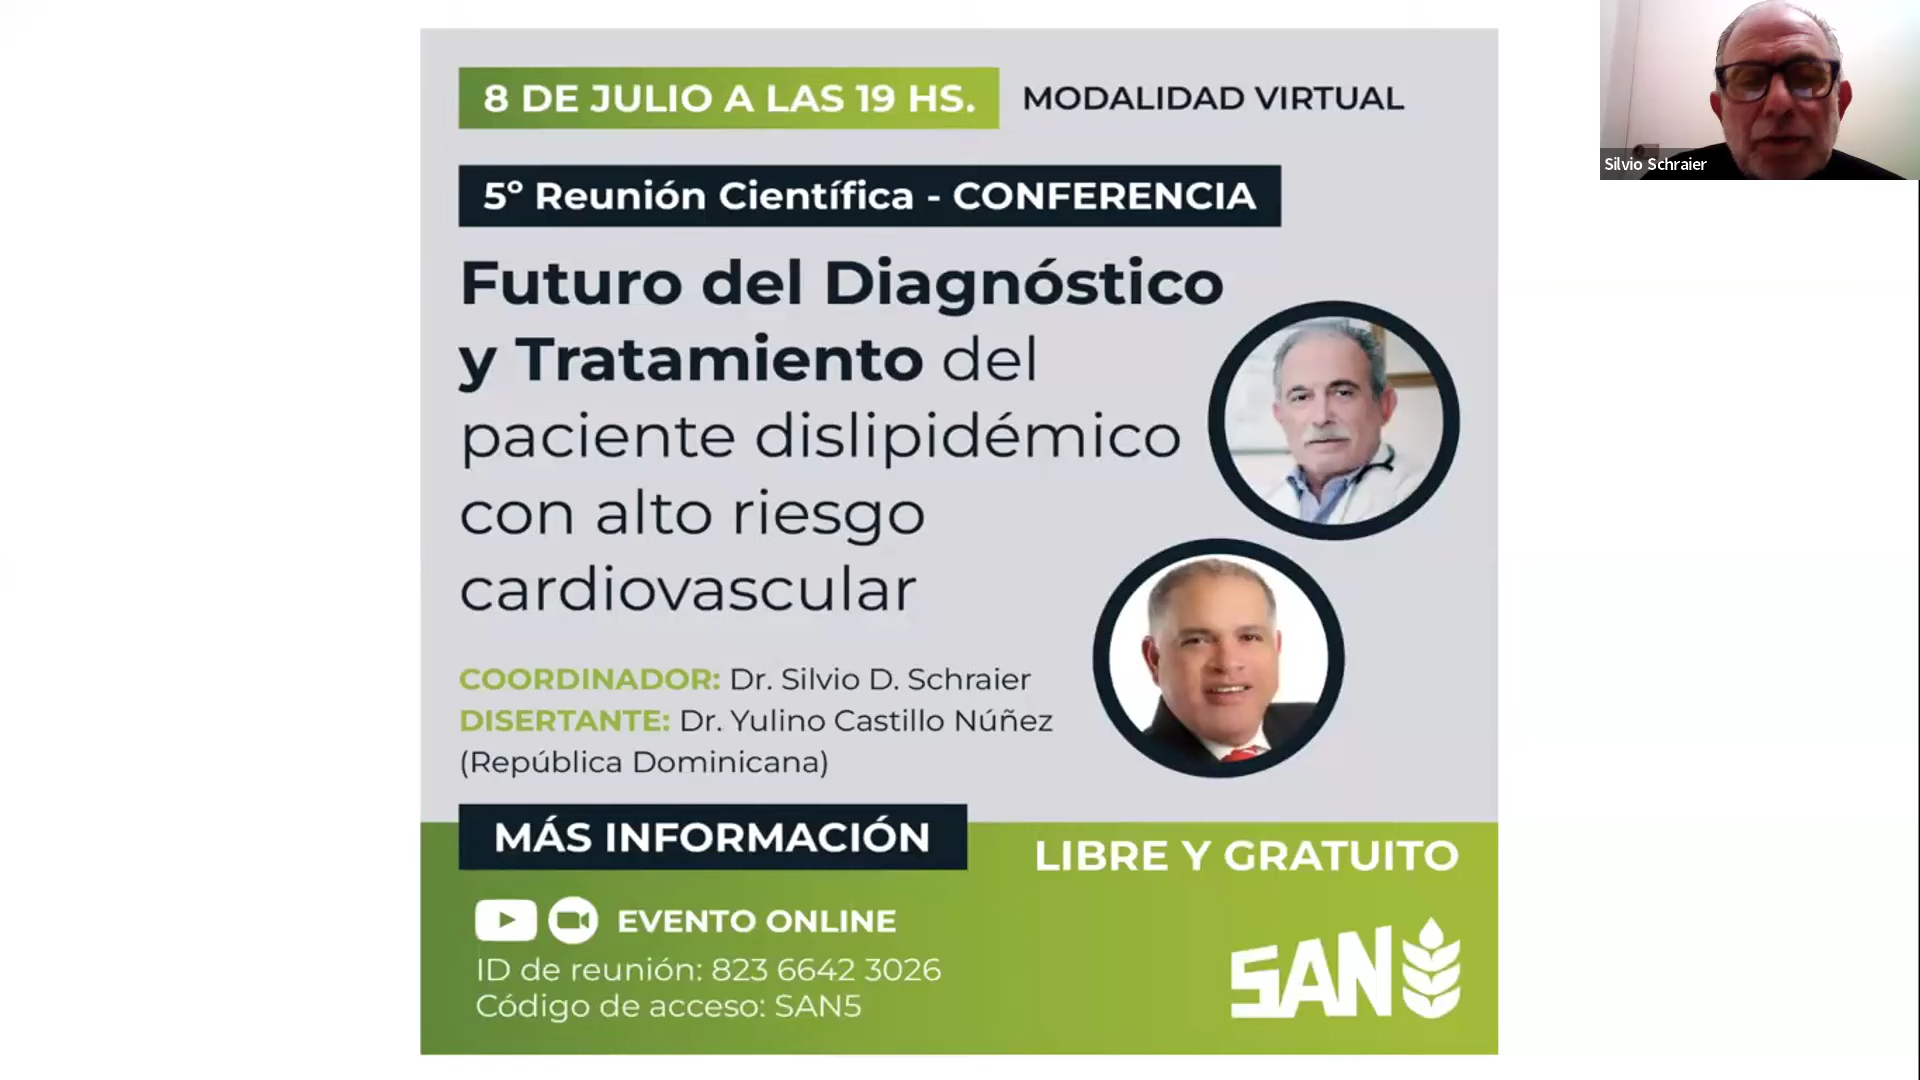 8 DE JULIO A LAS 19 HS.
MODALIDAD VIRTUAL
5º Reunión Científica - CONFERENCIA
Futuro del Diagnóstico
y Tratamiento del
paciente dislipidémico
con alto riesgo
cardiovascular
COORDINADOR: Dr. Silvio D. Schraier
DISERTANTE: Dr. Yulino Castillo Núñez
(República Dominicana)
MÁS INFORMACIÓN
LIBRE Y GRATUITO
EVENTO ONLINE
ID de reunión: 823 6642 3026
Código de acceso: SAN5
SAN
Silvio Schraier